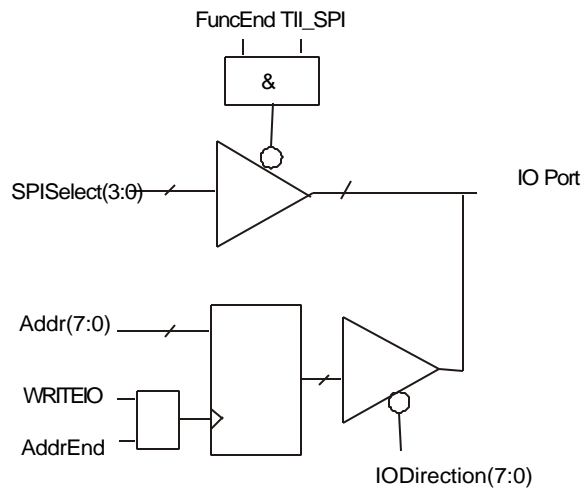 FuncEnd TII_SPI
&
SPISelect(3:0)
IO Port
Addr(7:0)
WRITEIO
AddrEnd
IODirection(7:0)